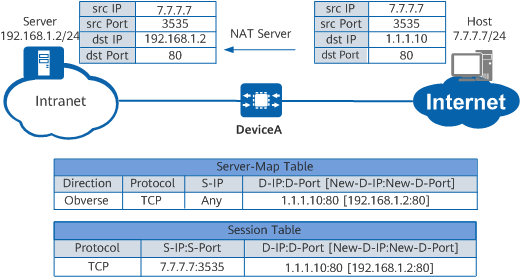 Server
192.168.1.2/24
src IP 7.7.7.7
src Port 3535
dst IP 192.168.1.2
dst Port 80
NAT Server
src IP 7.7.7.7
src Port 3535
dst IP 1.1.1.10
dst Port 80
Host
7.7.7.7/24
Intranet
DeviceA
Internet
Server-Map Table
Direction Protocol S-IP D-IP:D-Port [New-D-IP:New-D-Port]
Obverse TCP Any 1.1.1.10:80 [192.168.1.2:80]
Session Table
Protocol S-IP:S-Port D-IP:D-Port [New-D-IP:New-D-Port]
TCP 7.7.7.7:3535 1.1.1.10:80 [192.168.1.2:80]